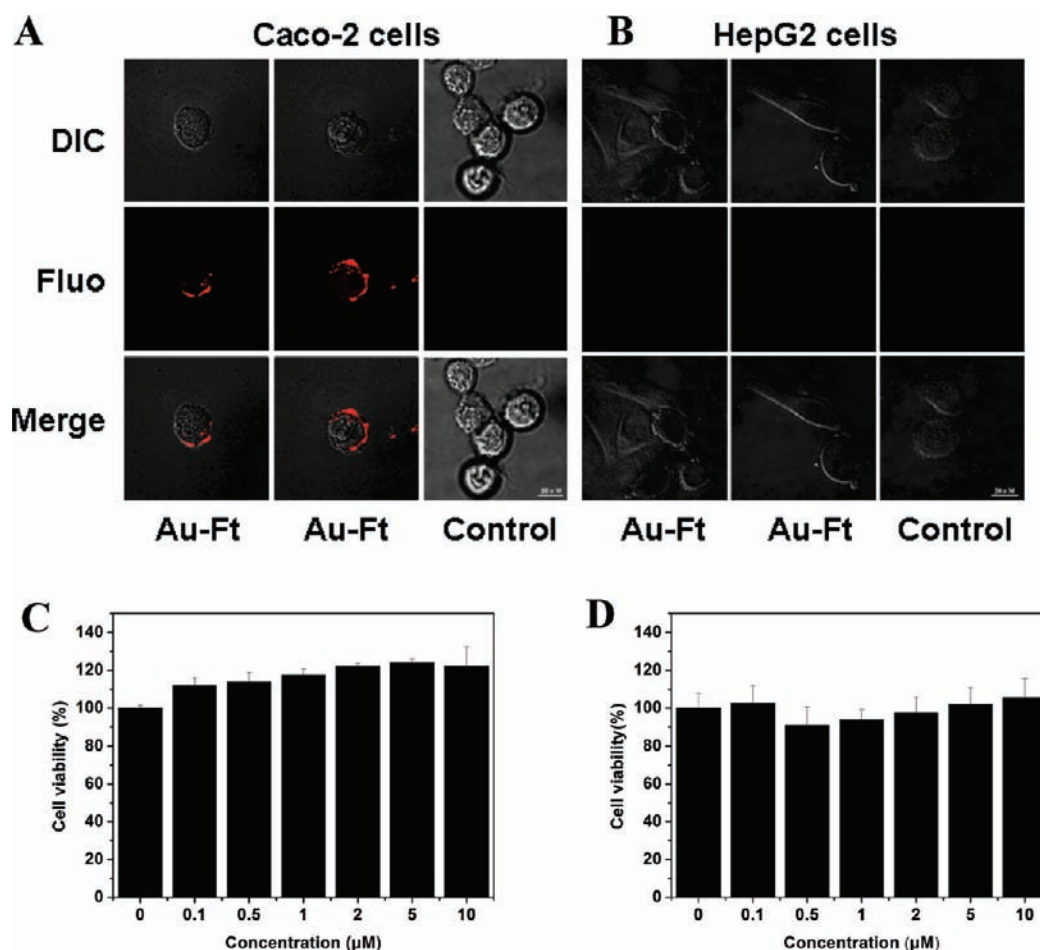 A Caco-2 cells
B HepG2 cells
DIC
Fluo
Merge
Au-Ft Au-Ft Control Au-Ft Au-Ft Control
C
Cell viability (%)
140
120
100
80
60
40
20
0
0 0.1 0.5 1 2 5 10
Concentration (μM)
D
Cell viability(%)
140
120
100
80
60
40
20
0
0 0.1 0.5 1 2 5 10
Concentration (μM)